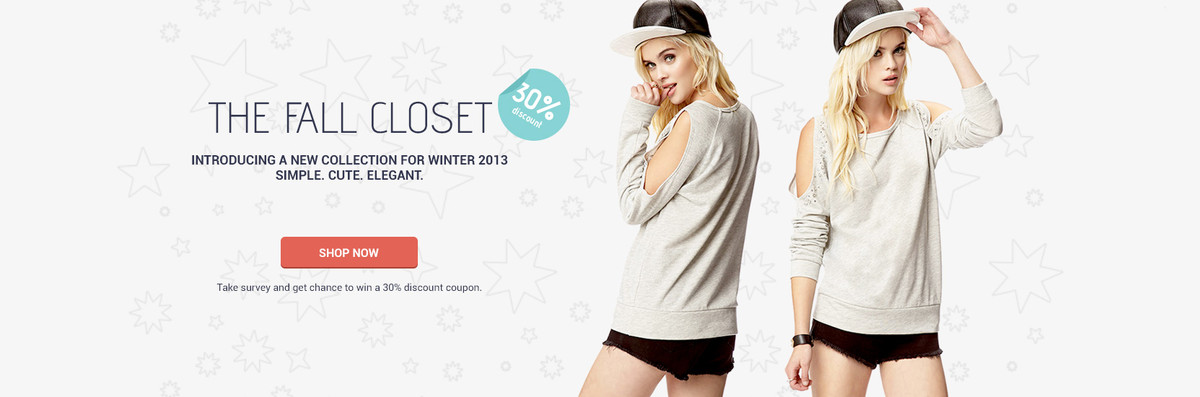 THE FALL CLOSET
30%
discount
INTRODUCING A NEW COLLECTION FOR WINTER 2013
SIMPLE. CUTE. ELEGANT.
SHOP NOW
Take survey and get chance to win a 30% discount coupon.